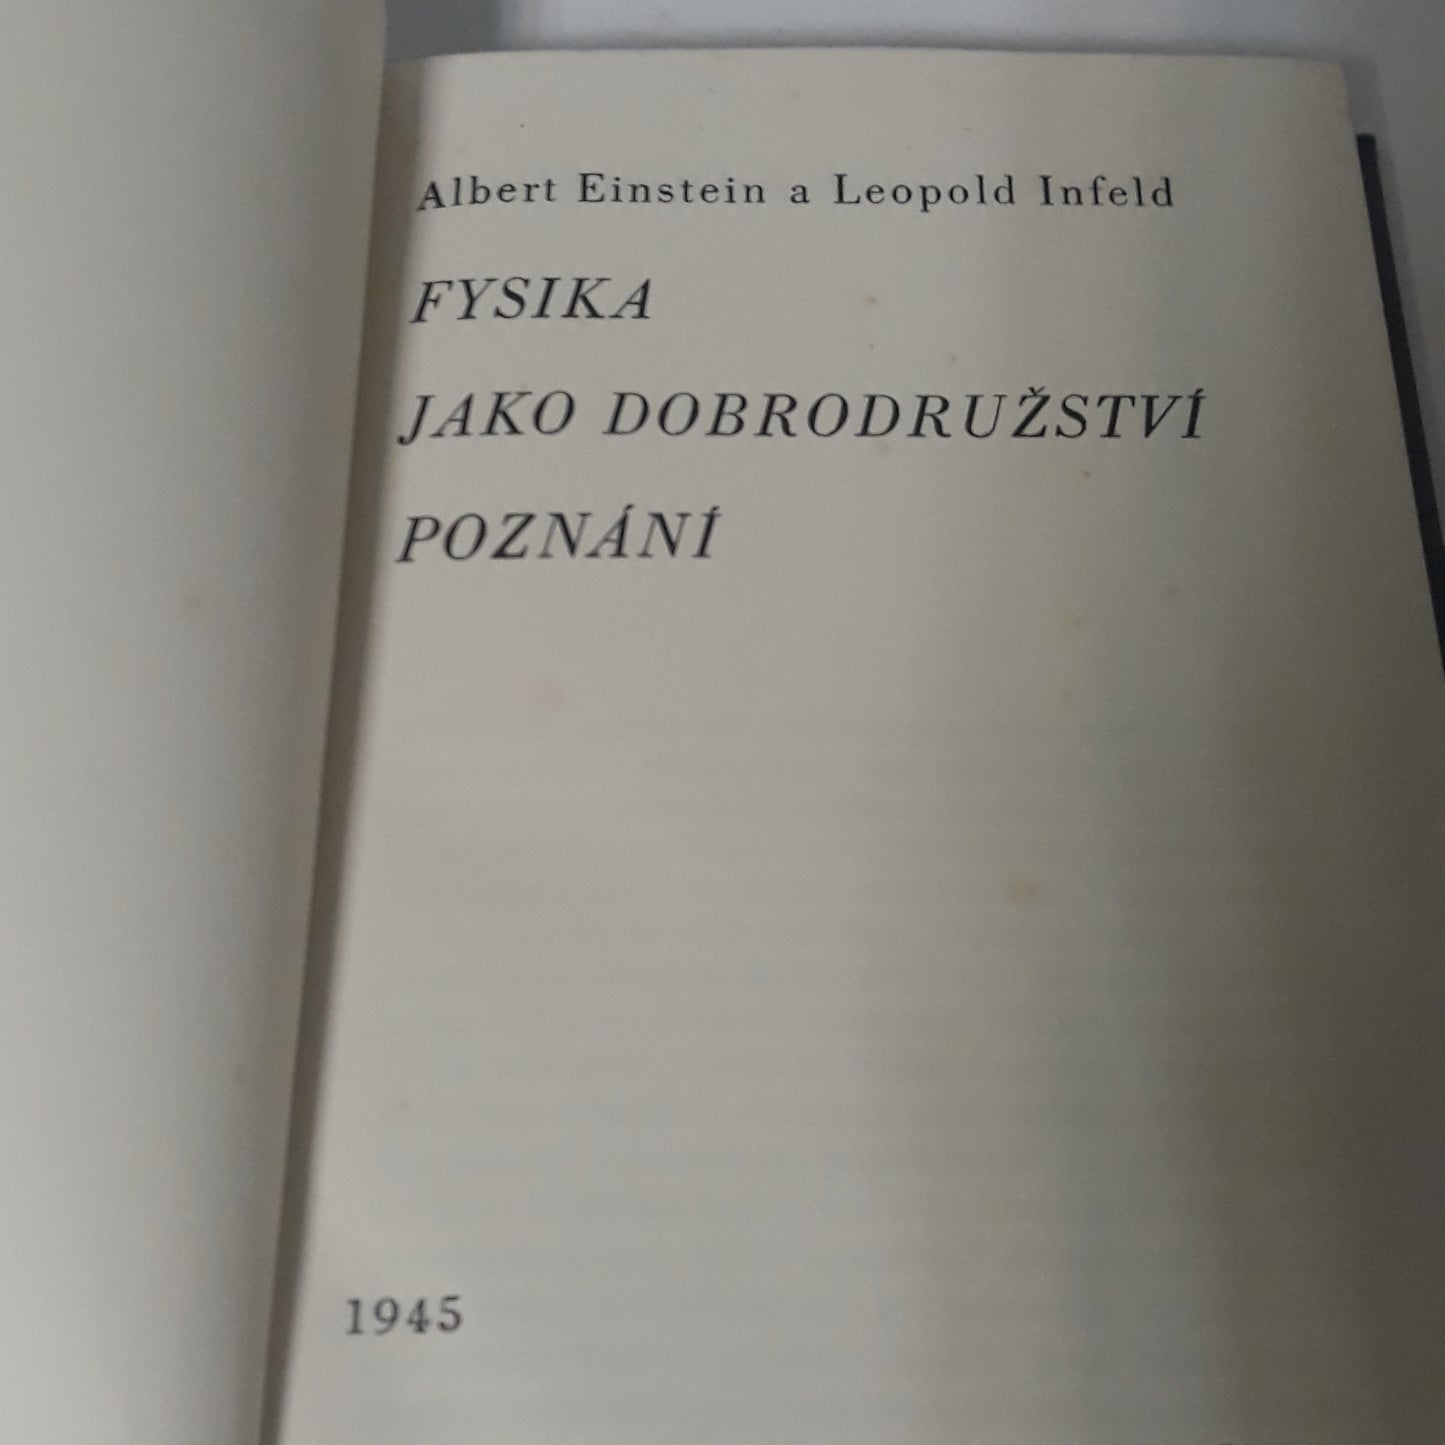 Albert Einstein a Leopold Infeld
FYSIKA
JAKO DOBRODRUŽSTVÍ
POZNÁNÍ
1945